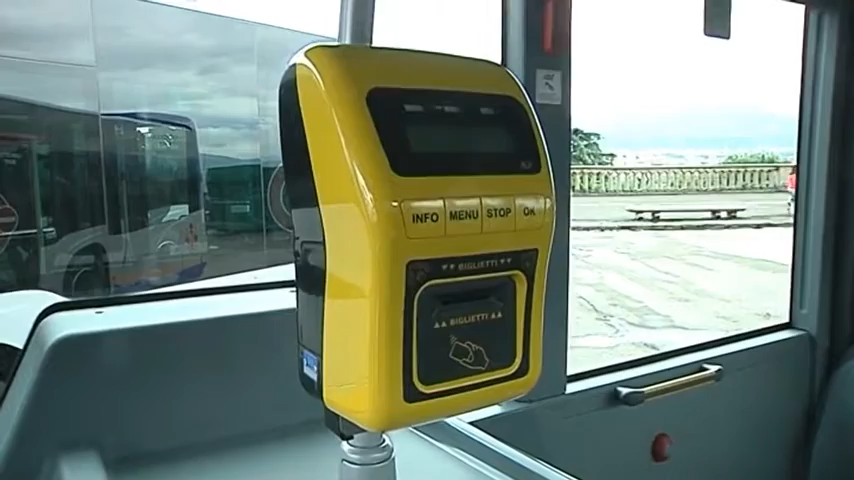 INFO MENU STOP OK
▼▼ BIGLIETTI ▼▼
▲▲ BIGLIETTI ▲▲